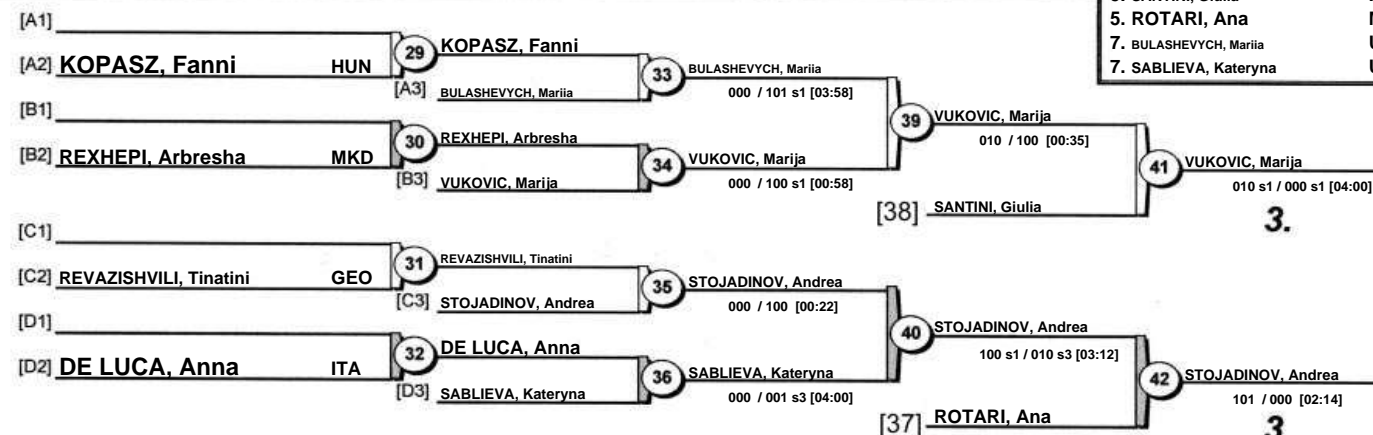 5. ROTARI, Ana
7. BULASHEVYCH, Mariia
7. SABLIEVA, Kateryna
[A1]
[A2] KOPASZ, Fanni HUN
29
KOPASZ, Fanni
[A3] BULASHEVYCH, Mariia
33
BULASHEVYCH, Mariia
000 / 101 s1 [03:58]
[B1]
[B2] REXHEPI, Arbresha MKD
30
REXHEPI, Arbresha
[B3] VUKOVIC, Marija
34
VUKOVIC, Marija
000 / 100 s1 [00:58]
39
VUKOVIC, Marija
010 / 100 [00:35]
[38] SANTINI, Giulia
41
VUKOVIC, Marija
010 s1 / 000 s1 [04:00]
3.
[C1]
[C2] REVAZISHVILI, Tinatini GEO
31
REVAZISHVILI, Tinatini
[C3] STOJADINOV, Andrea
35
STOJADINOV, Andrea
000 / 100 [00:22]
[D1]
[D2] DE LUCA, Anna ITA
32
DE LUCA, Anna
[D3] SABLIEVA, Kateryna
36
SABLIEVA, Kateryna
000 / 001 s3 [04:00]
40
STOJADINOV, Andrea
100 s1 / 010 s3 [03:12]
[37] ROTARI, Ana
42
STOJADINOV, Andrea
101 / 000 [02:14]
3